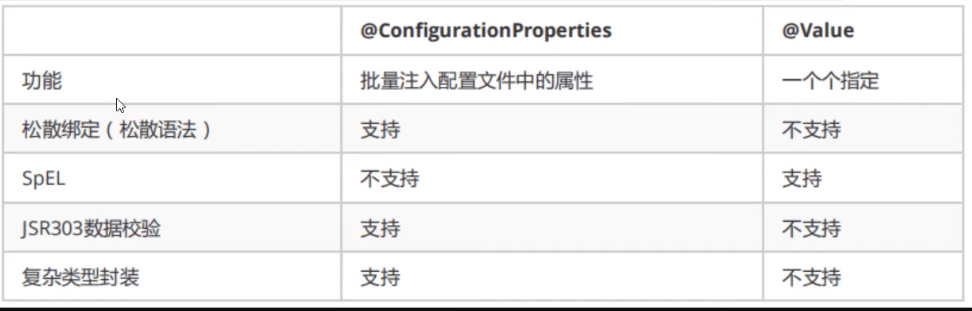 @ConfigurationProperties @Value
功能 批量注入配置文件中的属性 一个个指定
松散绑定（松散语法） 支持 不支持
SpEL 不支持 支持
JSR303数据校验 支持 不支持
复杂类型封装 支持 不支持